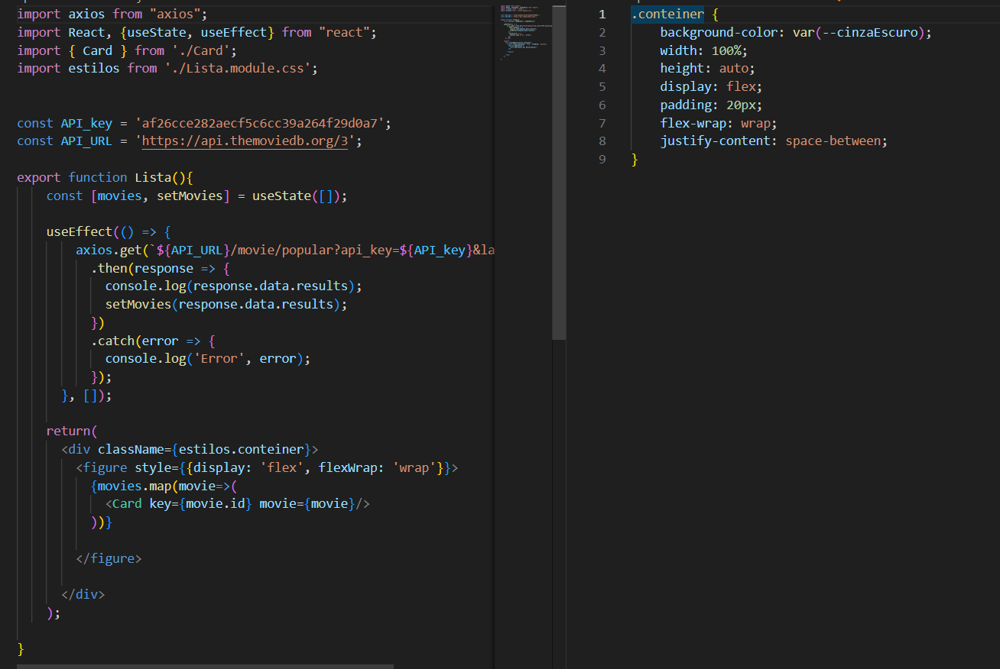 import axios from "axios";
import React, {useState, useEffect} from "react";
import { Card } from './Card';
import estilos from './Lista.module.css';
const API_key = 'af26cce282aecf5c6cc39a264f29d0a7';
const API_URL = 'https://api.themoviedb.org/3';
export function Lista(){
const [movies, setMovies] = useState([]);
useEffect(() => {
axios.get(`${API_URL}/movie/popular?api_key=${API_key}&la
.then(response => {
console.log(response.data.results);
setMovies(response.data.results);
})
.catch(error => {
console.log('Error', error);
});
}, []);
return(
<div className={estilos.conteiner}>
<figure style={{display: 'flex', flexWrap: 'wrap'}}>
{movies.map(movie=>(
<Card key={movie.id} movie={movie}/>
))}
</figure>
</div>
);
}
1 .conteiner {
2 background-color: var(--cinzaEscuro);
3 width: 100%;
4 height: auto;
5 display: flex;
6 padding: 20px;
7 flex-wrap: wrap;
8 justify-content: space-between;
9 }